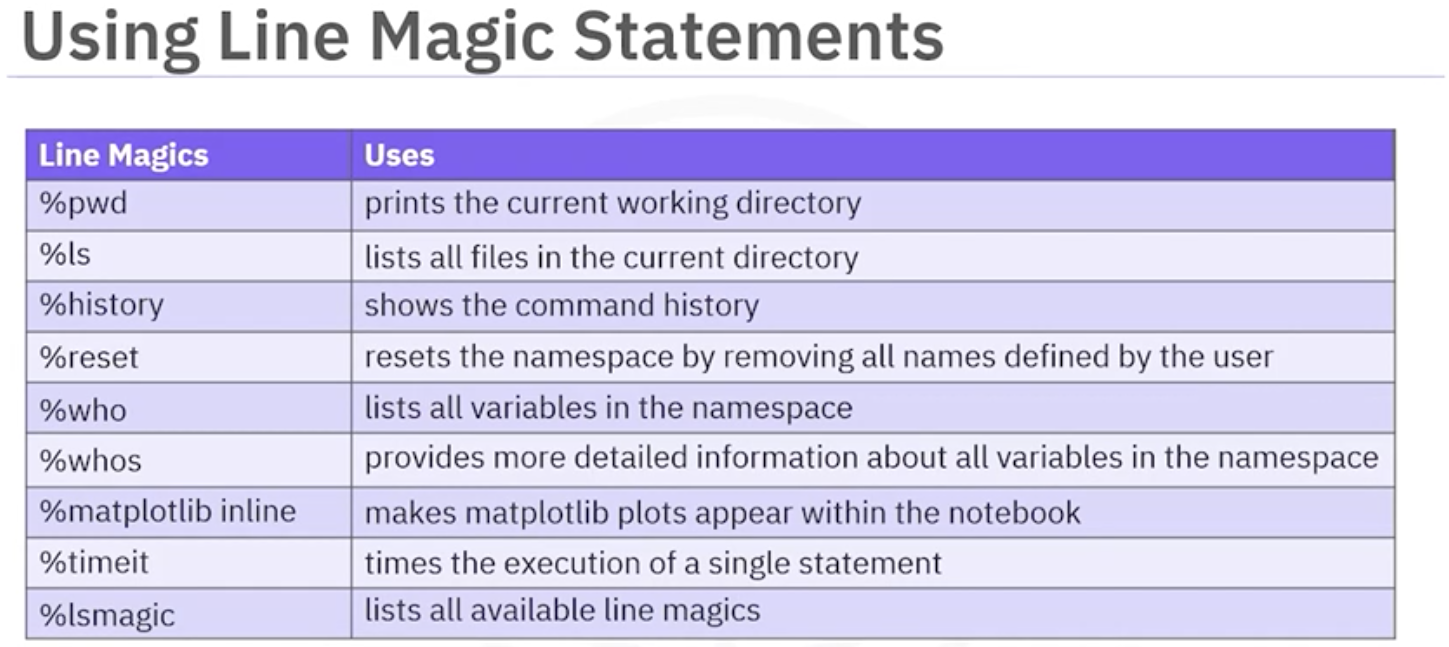 Using Line Magic Statements
Line Magics Uses
%pwd prints the current working directory
%ls lists all files in the current directory
%history shows the command history
%reset resets the namespace by removing all names defined by the user
%who lists all variables in the namespace
%whos provides more detailed information about all variables in the namespace
%matplotlib inline makes matplotlib plots appear within the notebook
%timeit times the execution of a single statement
%lsmagic lists all available line magics